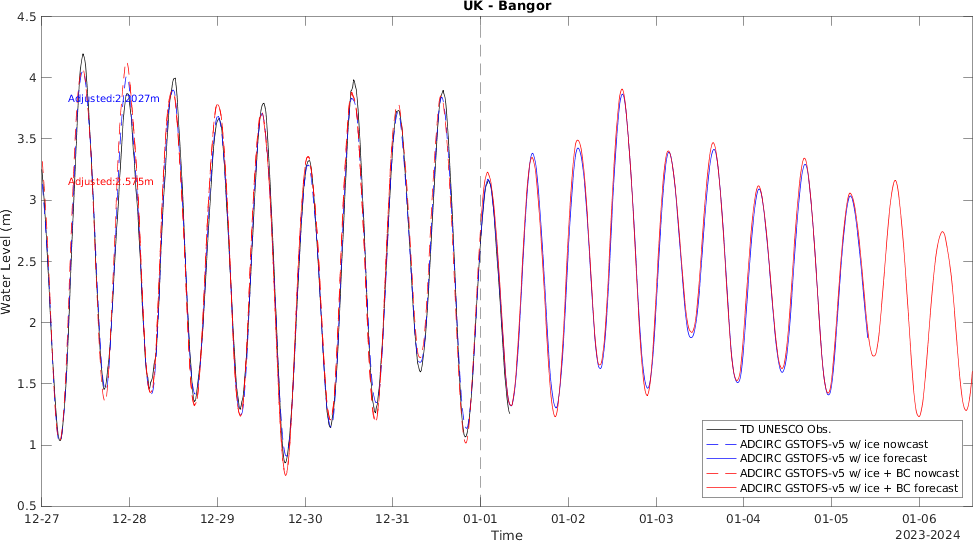 UK - Bangor
4.5
4
3.5
3
2.5
2
1.5
1
0.5
Water Level (m)
Adjusted:2.2027m
Adjusted:2.575m
TD UNESCO Obs.
ADCIRC GSTOFS-v5 w/ ice nowcast
ADCIRC GSTOFS-v5 w/ ice forecast
ADCIRC GSTOFS-v5 w/ ice + BC nowcast
ADCIRC GSTOFS-v5 w/ ice + BC forecast
12-27 12-28 12-29 12-30 12-31 01-01 01-02 01-03 01-04 01-05 01-06
Time
2023-2024